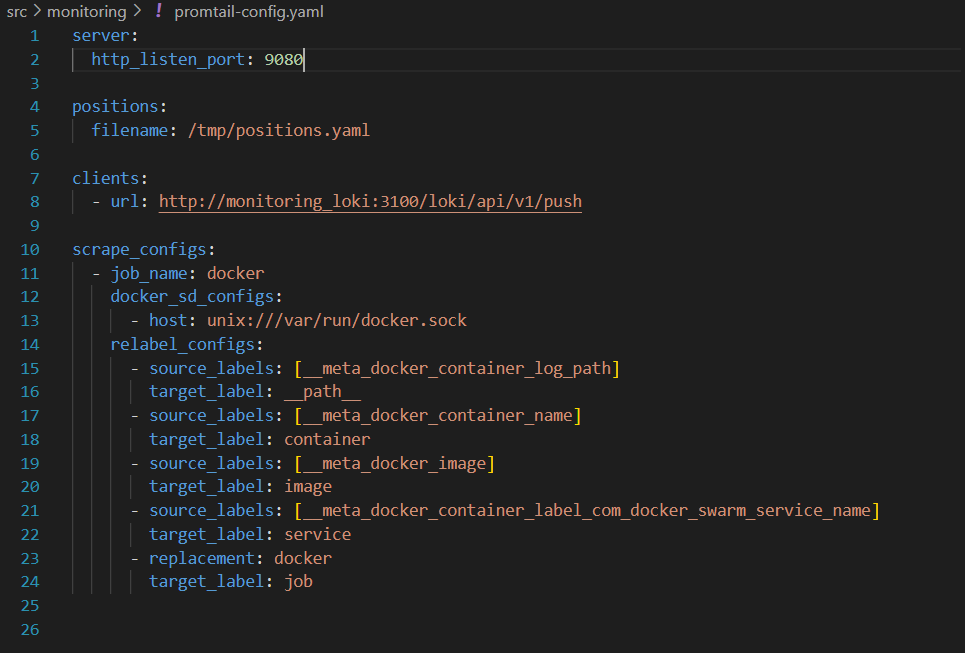 src > monitoring > ! promtail-config.yaml
1 server:
2   http_listen_port: 9080
3
4 positions:
5   filename: /tmp/positions.yaml
6
7 clients:
8   - url: http://monitoring_loki:3100/loki/api/v1/push
9
10 scrape_configs:
11   - job_name: docker
12     docker_sd_configs:
13       - host: unix:///var/run/docker.sock
14     relabel_configs:
15       - source_labels: [__meta_docker_container_log_path]
16         target_label: __path__
17       - source_labels: [__meta_docker_container_name]
18         target_label: container
19       - source_labels: [__meta_docker_image]
20         target_label: image
21       - source_labels: [__meta_docker_container_label_com_docker_swarm_service_name]
22         target_label: service
23       - replacement: docker
24         target_label: job
25
26